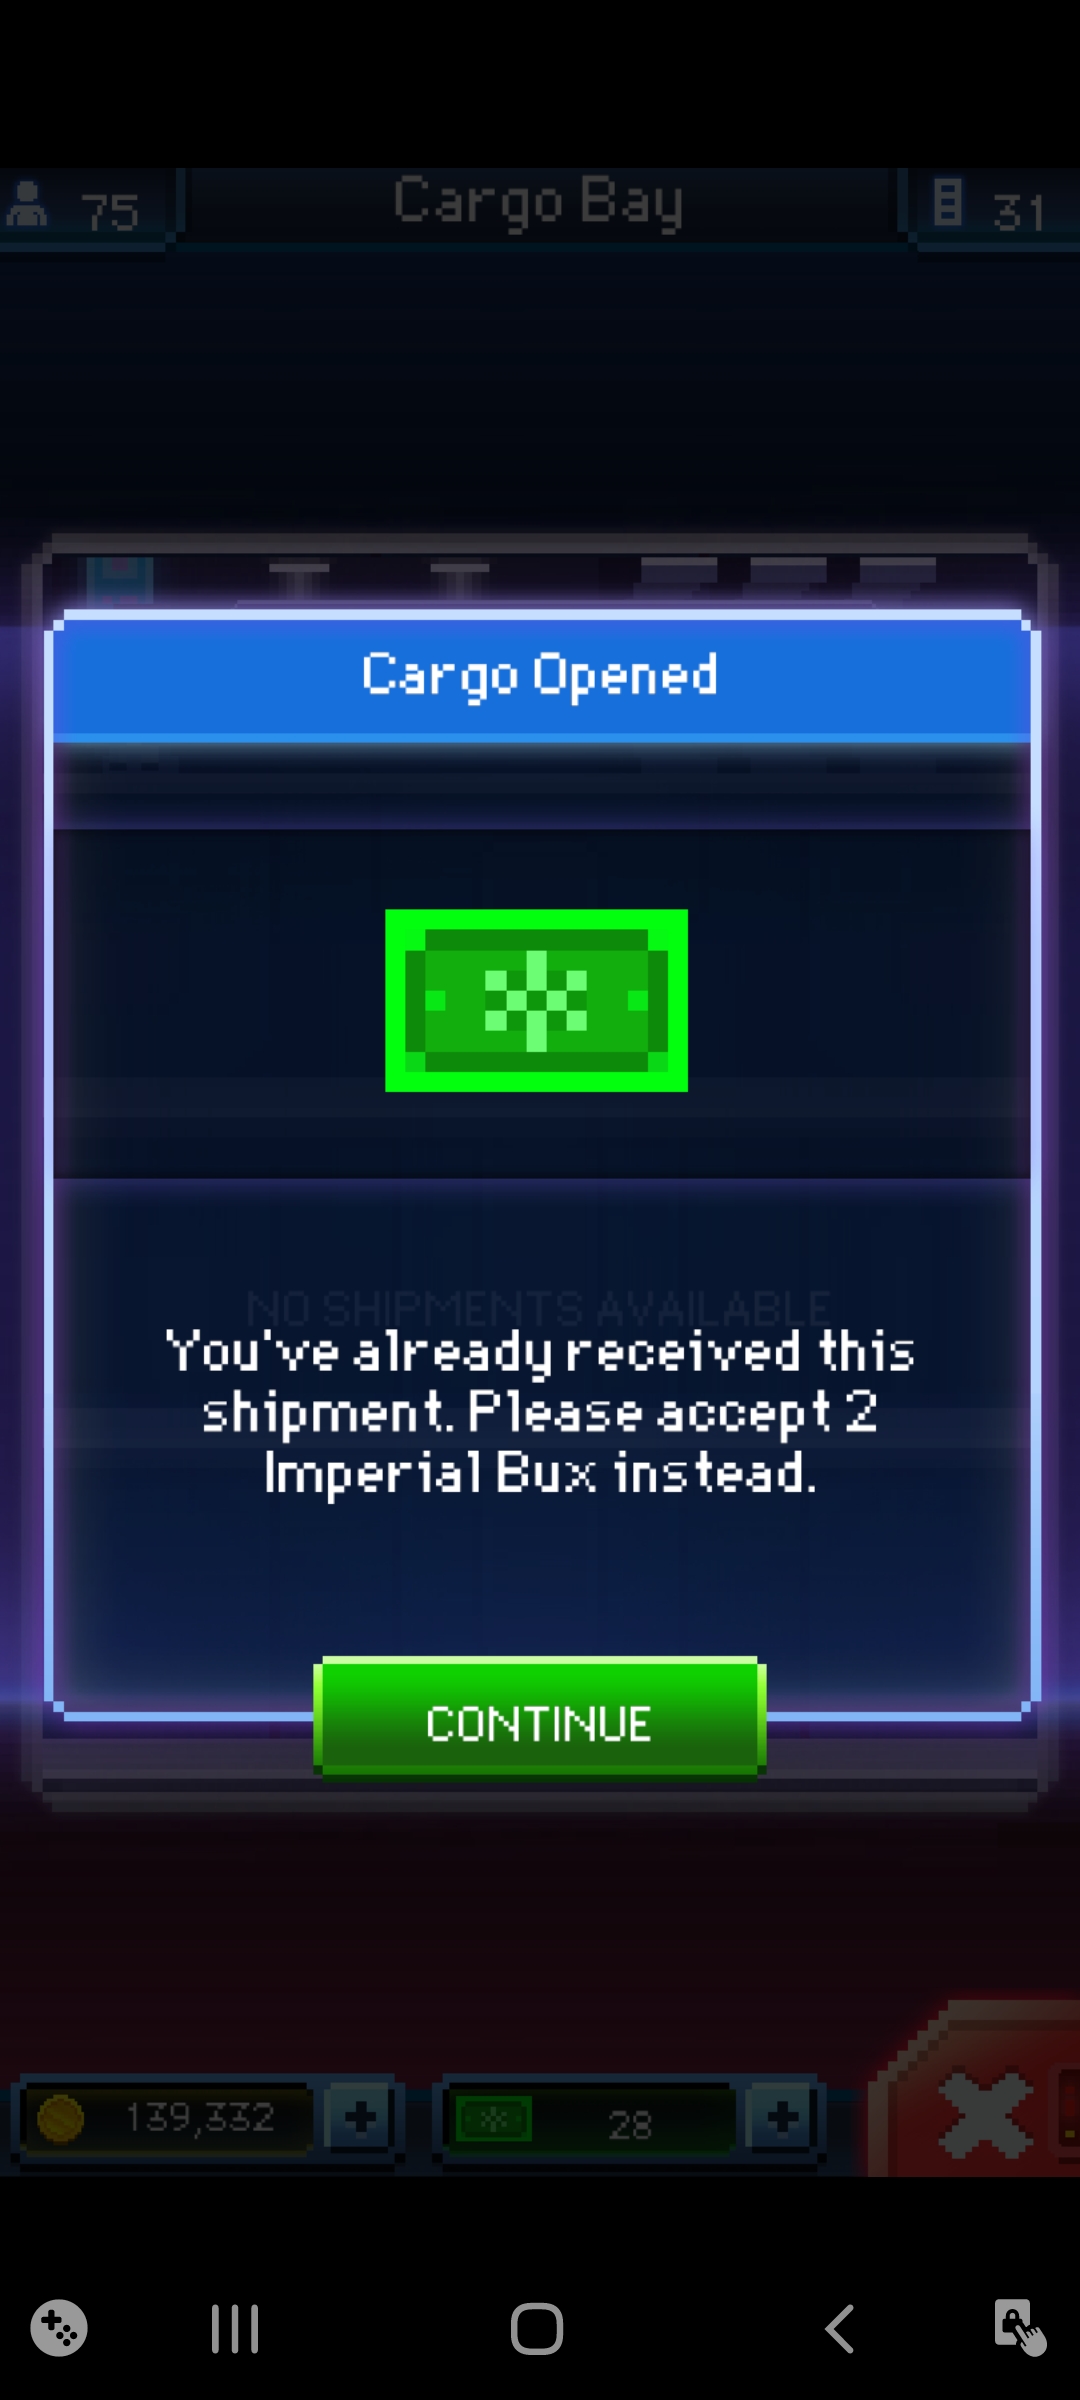 75
Cargo Bay
31
Cargo Opened
NO SHIPMENTS AVAILABLE
You've already received this
shipment. Please accept 2
Imperial Bux instead.
CONTINUE
139,332
28